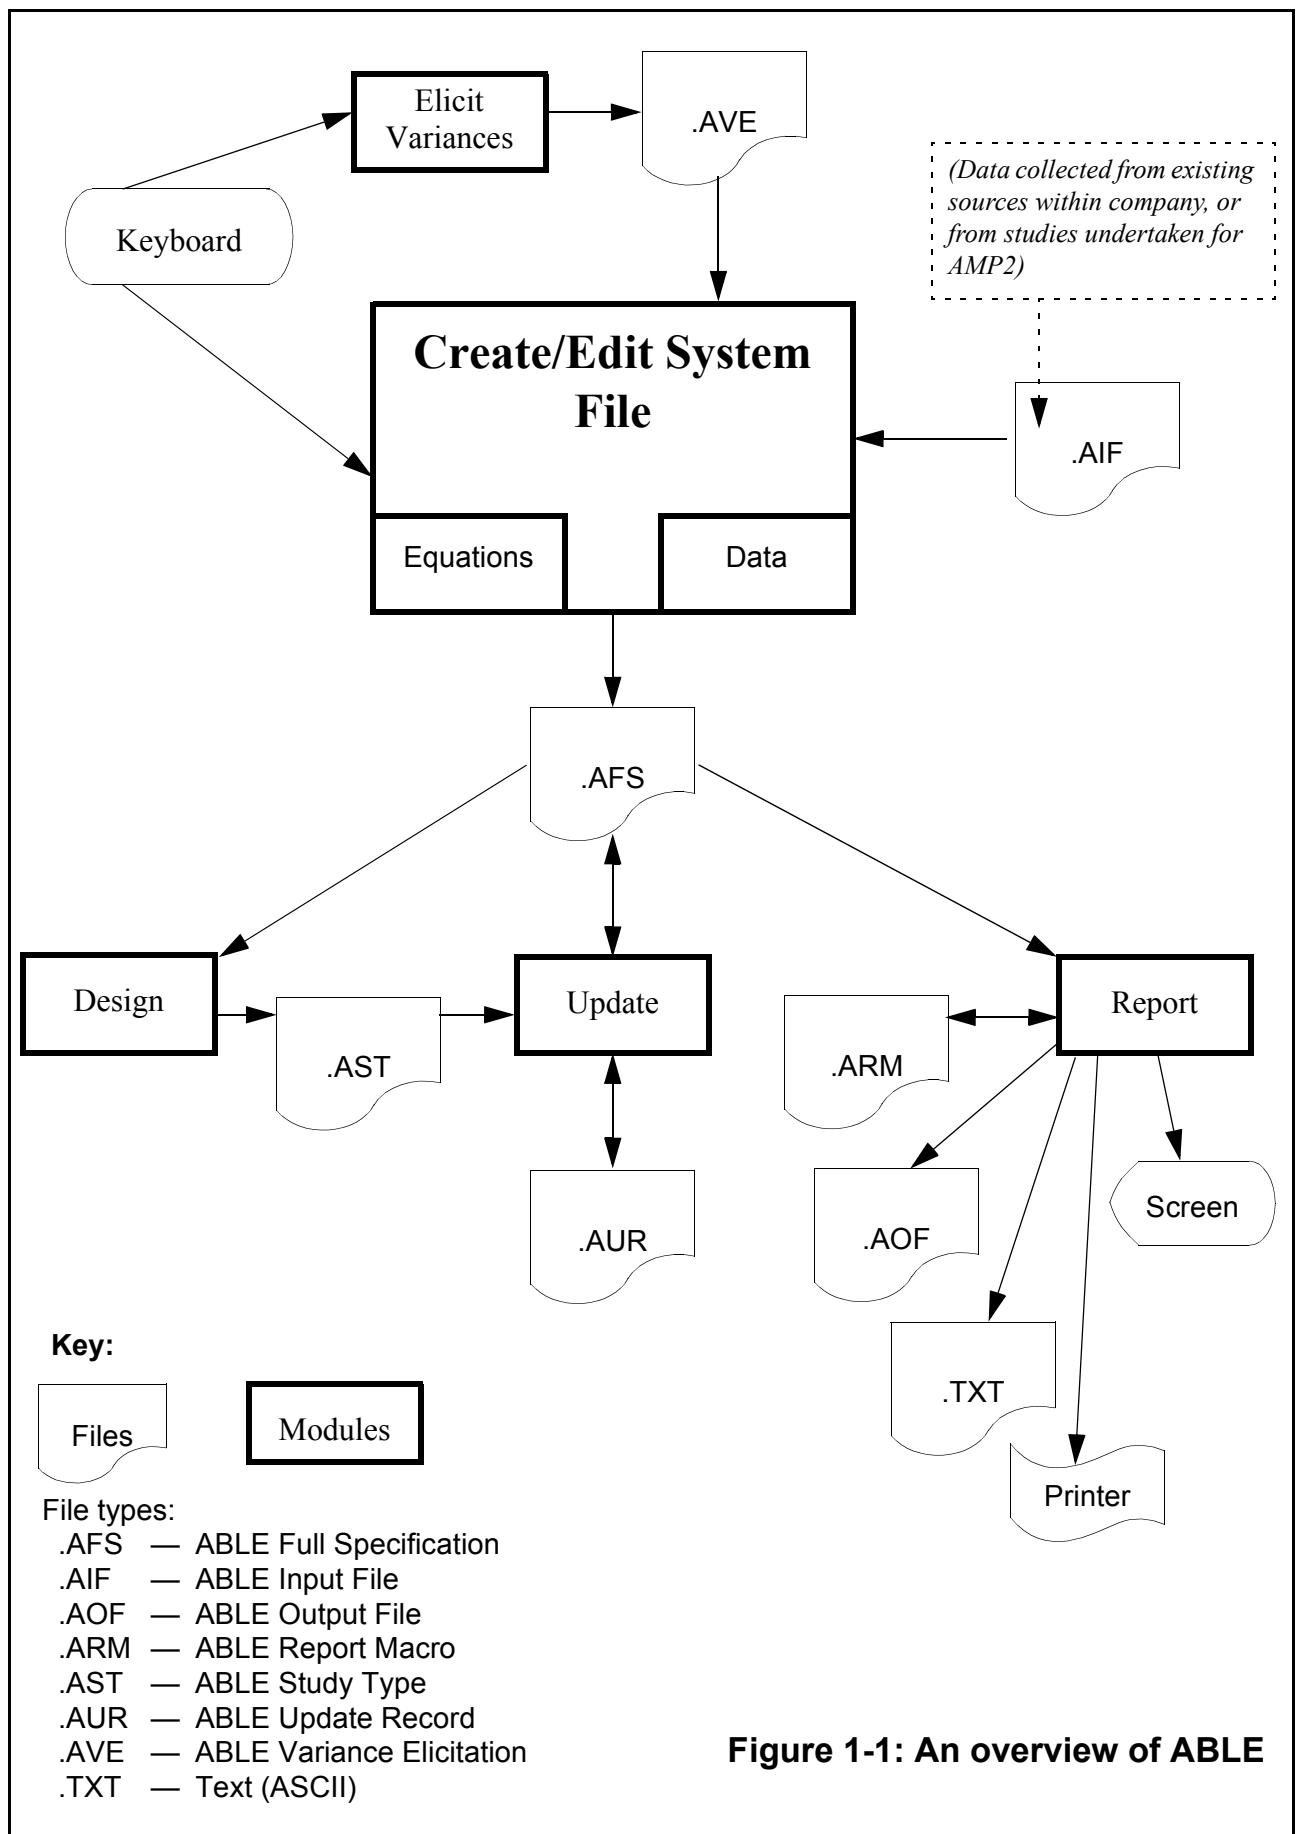 Elicit
Variances
.AVE
(Data collected from existing
sources within company, or
from studies undertaken for
AMP2)
Keyboard
Create/Edit System
File
.AIF
Equations
Data
.AFS
Design
.AST
Update
.ARM
Report
.AUR
.AOF
Screen
.TXT
Printer
Key:
Files
Modules
File types:
.AFS — ABLE Full Specification
.AIF — ABLE Input File
.AOF — ABLE Output File
.ARM — ABLE Report Macro
.AST — ABLE Study Type
.AUR — ABLE Update Record
.AVE — ABLE Variance Elicitation
.TXT — Text (ASCII)
Figure 1-1: An overview of ABLE